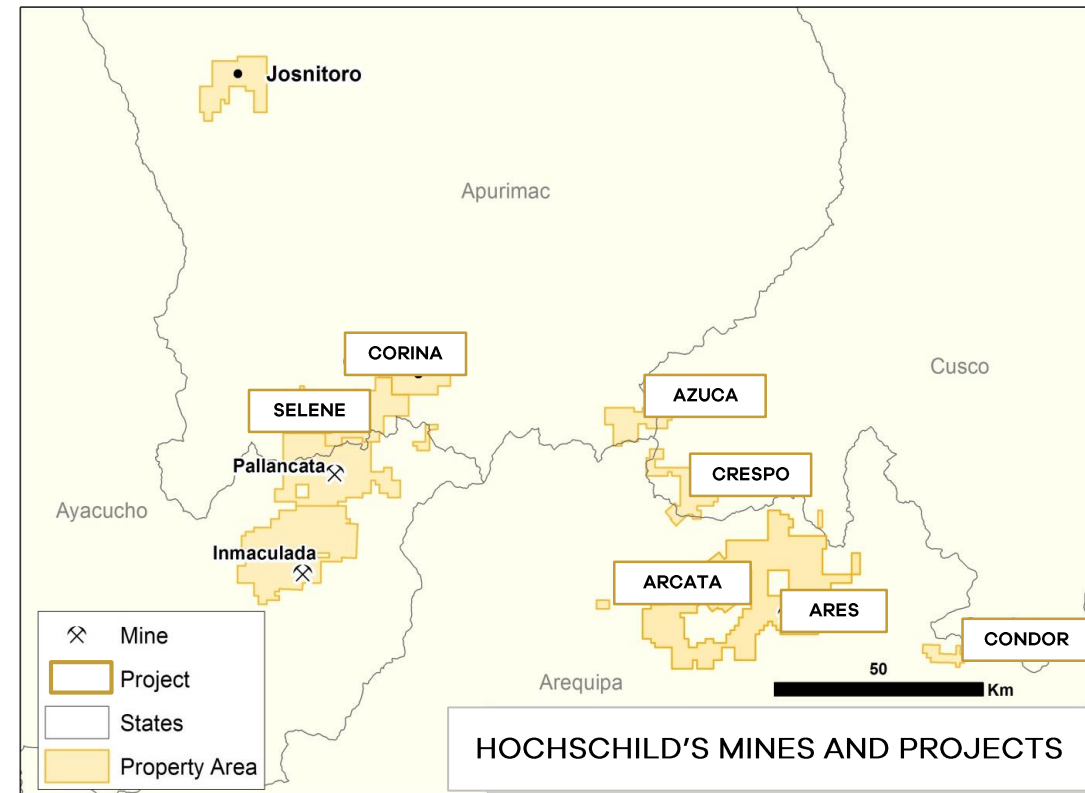 Josnitoro
Apurimac
CORINA
Cusco
AZUCA
SELENE
Pallancata
CRESPO
Ayacucho
Inmaculada
ARCATA
ARES
CONDOR
Arequipa
50
Km
Mine
Project
States
Property Area
HOCHSCHILD'S MINES AND PROJECTS